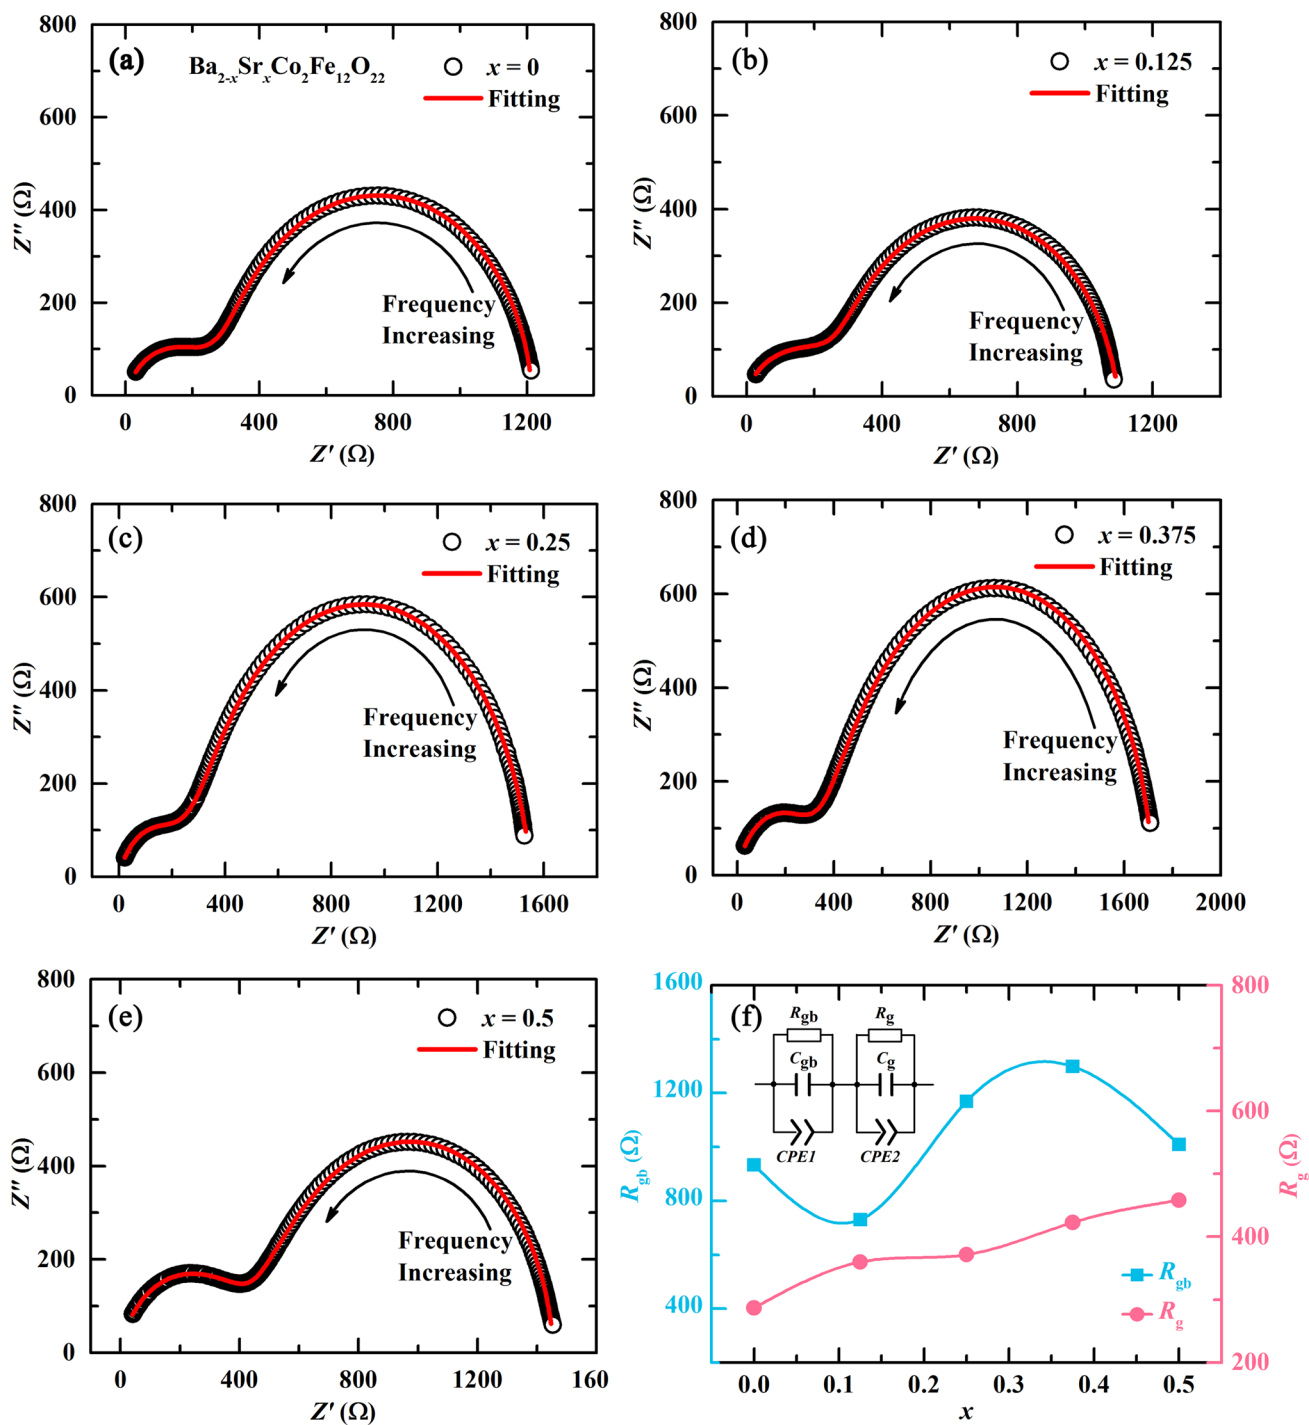 (a)
Ba2-xSrxCo2Fe12O22
x = 0
Fitting
Frequency
Increasing
Z″ (Ω)
800
600
400
200
0
0 400 800 1200
Z′ (Ω)
(b)
x = 0.125
Fitting
Frequency
Increasing
Z″ (Ω)
800
600
400
200
0
0 400 800 1200
Z′ (Ω)
(c)
x = 0.25
Fitting
Frequency
Increasing
Z″ (Ω)
800
600
400
200
0
0 400 800 1200 1600
Z′ (Ω)
(d)
x = 0.375
Fitting
Frequency
Increasing
Z″ (Ω)
800
600
400
200
0
0 400 800 1200 1600 2000
Z′ (Ω)
(e)
x = 0.5
Fitting
Frequency
Increasing
Z″ (Ω)
800
600
400
200
0
0 400 800 1200 160
Z′ (Ω)
(f)
Rgb Rg
Cgb Cg
CPE1 CPE2
Rgb
Rg
Rgb (Ω)
1600
1200
800
400
Rg (Ω)
800
600
400
200
0.0 0.1 0.2 0.3 0.4 0.5
x